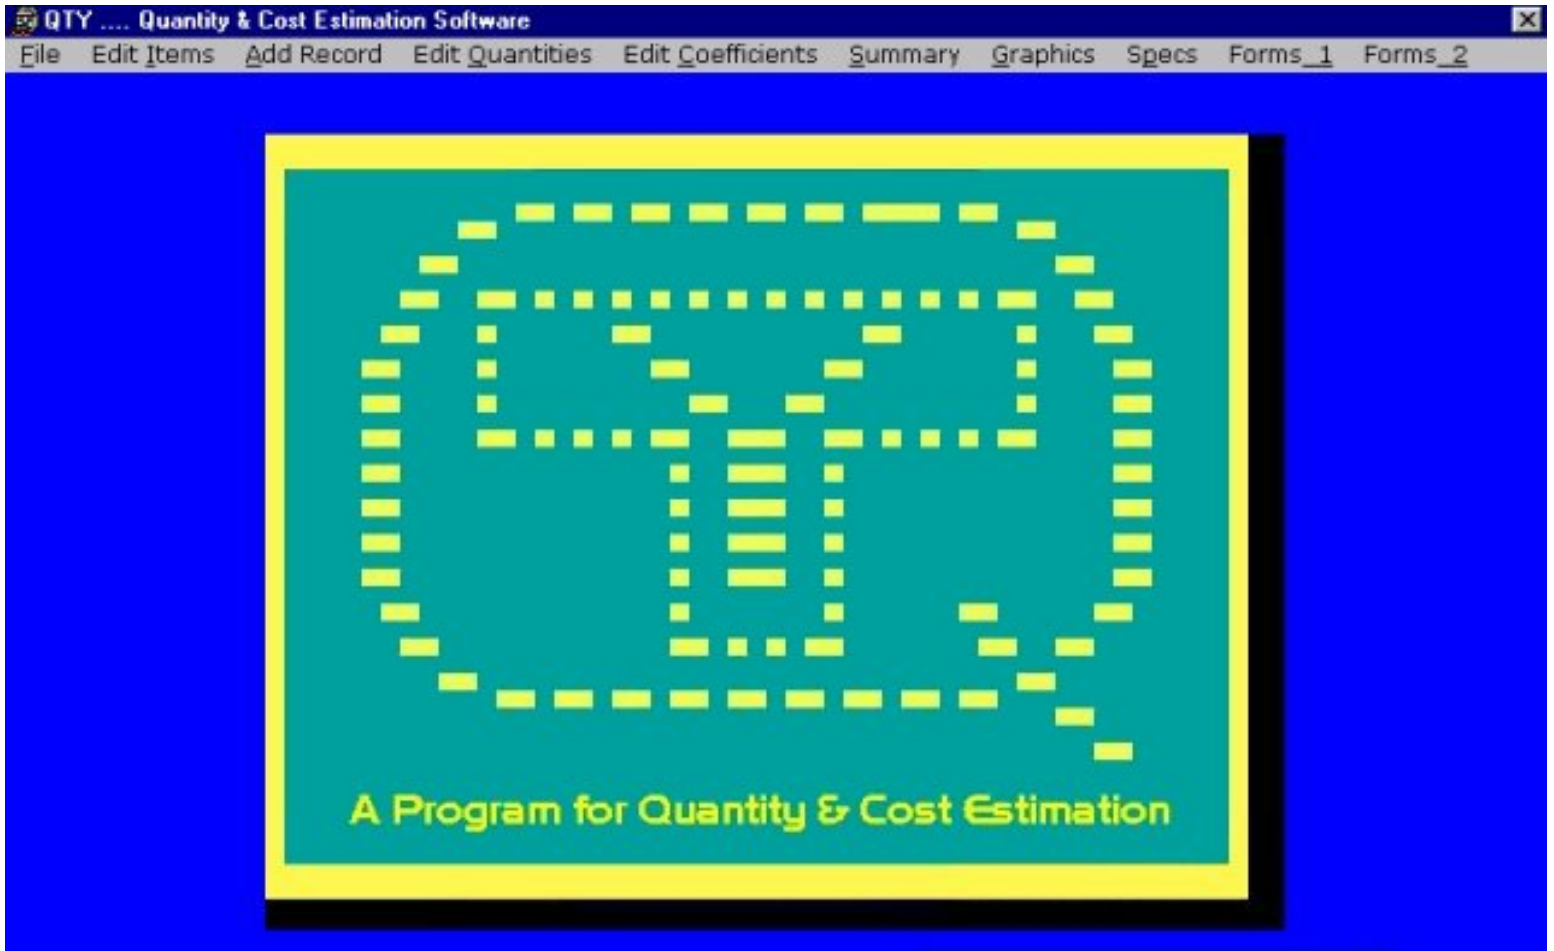 QTY .... Quantity & Cost Estimation Software
File Edit Items Add Record Edit Quantities Edit Coefficients Summary Graphics Specs Forms_1 Forms_2
QTY
A Program for Quantity & Cost Estimation